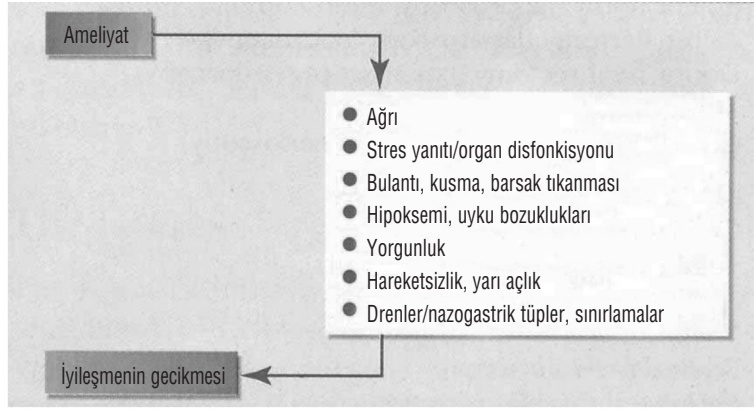 Ameliyat
Ağrı
Stres yanıtı/organ disfonkisyonu
Bulantı, kusma, barsak tıkanması
Hipoksemi, uyku bozuklukları
Yorgunluk
Hareketsizlik, yarı açlık
Drenler/nazogastrik tüpler, sınırlamalar
İyileşmenin gecikmesi